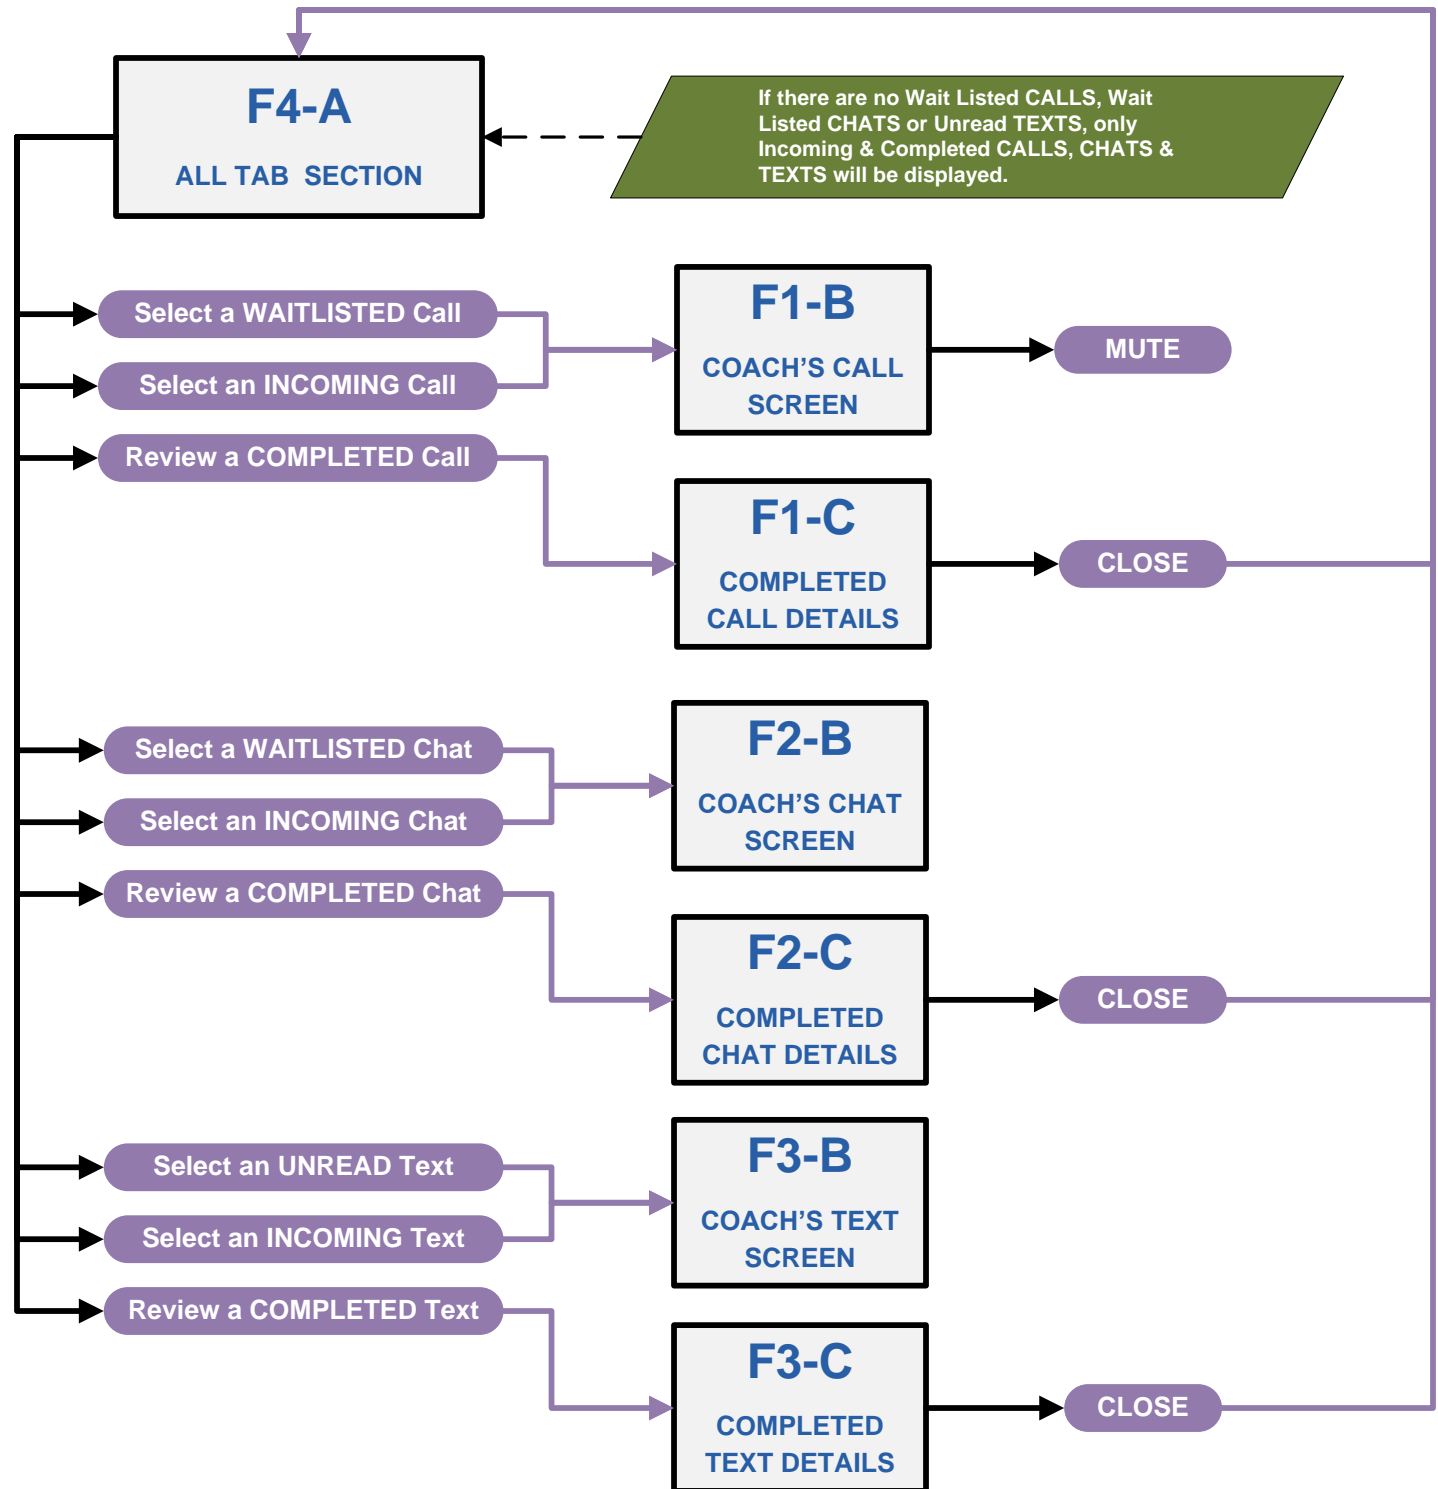 F4-A
ALL TAB SECTION
If there are no Wait Listed CALLS, Wait
Listed CHATS or Unread TEXTS, only
Incoming & Completed CALLS, CHATS &
TEXTS will be displayed.
Select a WAITLISTED Call
Select an INCOMING Call
Review a COMPLETED Call
F1-B
COACH'S CALL
SCREEN
MUTE
F1-C
COMPLETED
CALL DETAILS
CLOSE
Select a WAITLISTED Chat
Select an INCOMING Chat
Review a COMPLETED Chat
F2-B
COACH'S CHAT
SCREEN
F2-C
COMPLETED
CHAT DETAILS
CLOSE
Select an UNREAD Text
Select an INCOMING Text
Review a COMPLETED Text
F3-B
COACH'S TEXT
SCREEN
F3-C
COMPLETED
TEXT DETAILS
CLOSE